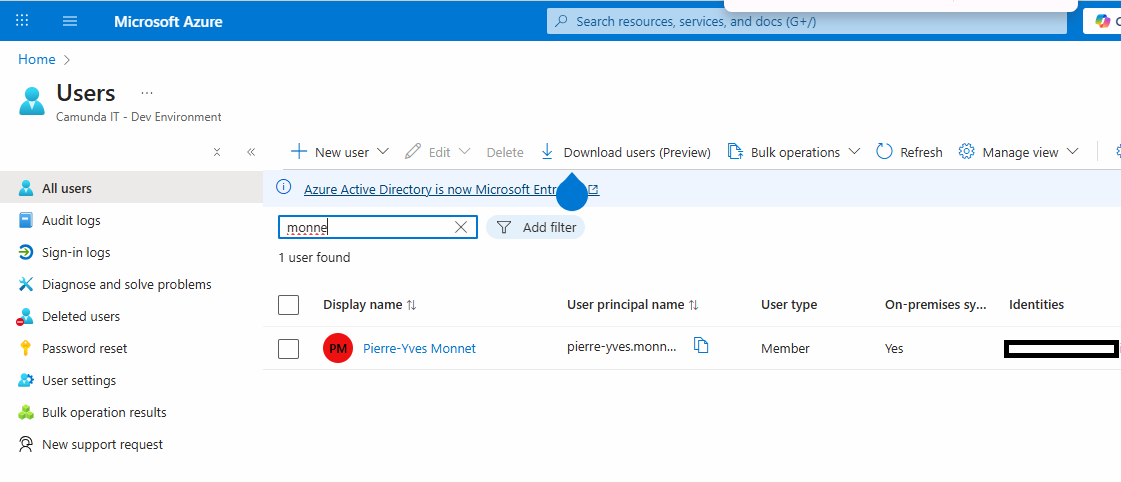 Microsoft Azure
Search resources, services, and docs (G+/)
Home
Users
Camunda IT - Dev Environment
New user Edit Delete Download users (Preview) Bulk operations Refresh Manage view
All users
Audit logs
Sign-in logs
Diagnose and solve problems
Deleted users
Password reset
User settings
Bulk operation results
New support request
Azure Active Directory is now Microsoft
monne
Add filter
1 user found
Display name User principal name User type On-premises sy... Identities
PM Pierre-Yves Monnet pierre-yves.monn... Member Yes